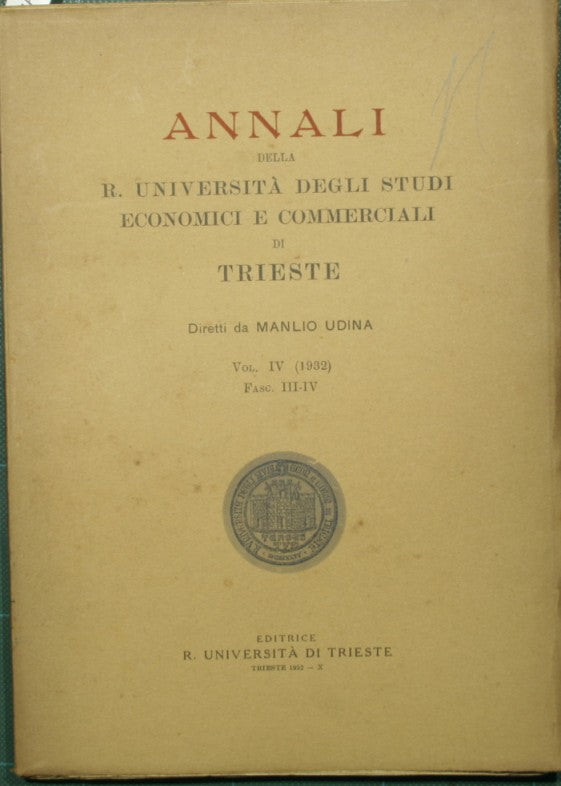 ANNALI
DELLA
R. UNIVERSITÀ DEGLI STUDI
ECONOMICI E COMMERCIALI
DI
TRIESTE
Diretti da MANLIO UDINA
VOL. IV (1932)
FASC. III-IV
EDITRICE
R. UNIVERSITÀ DI TRIESTE
TRIESTE 1932 - X